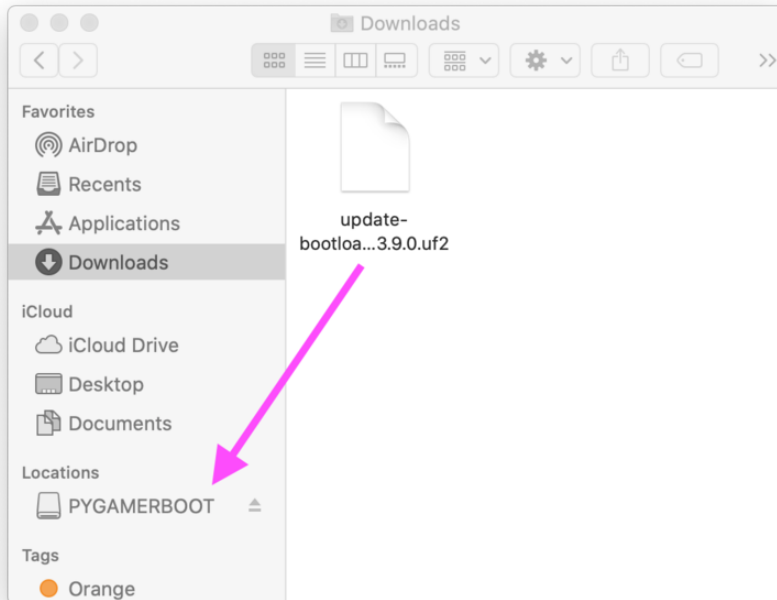 Downloads
Favorites
AirDrop
Recents
Applications
Downloads
iCloud
iCloud Drive
Desktop
Documents
Locations
PYGAMERBOOT
Tags
Orange
update-
bootloa...3.9.0.uf2